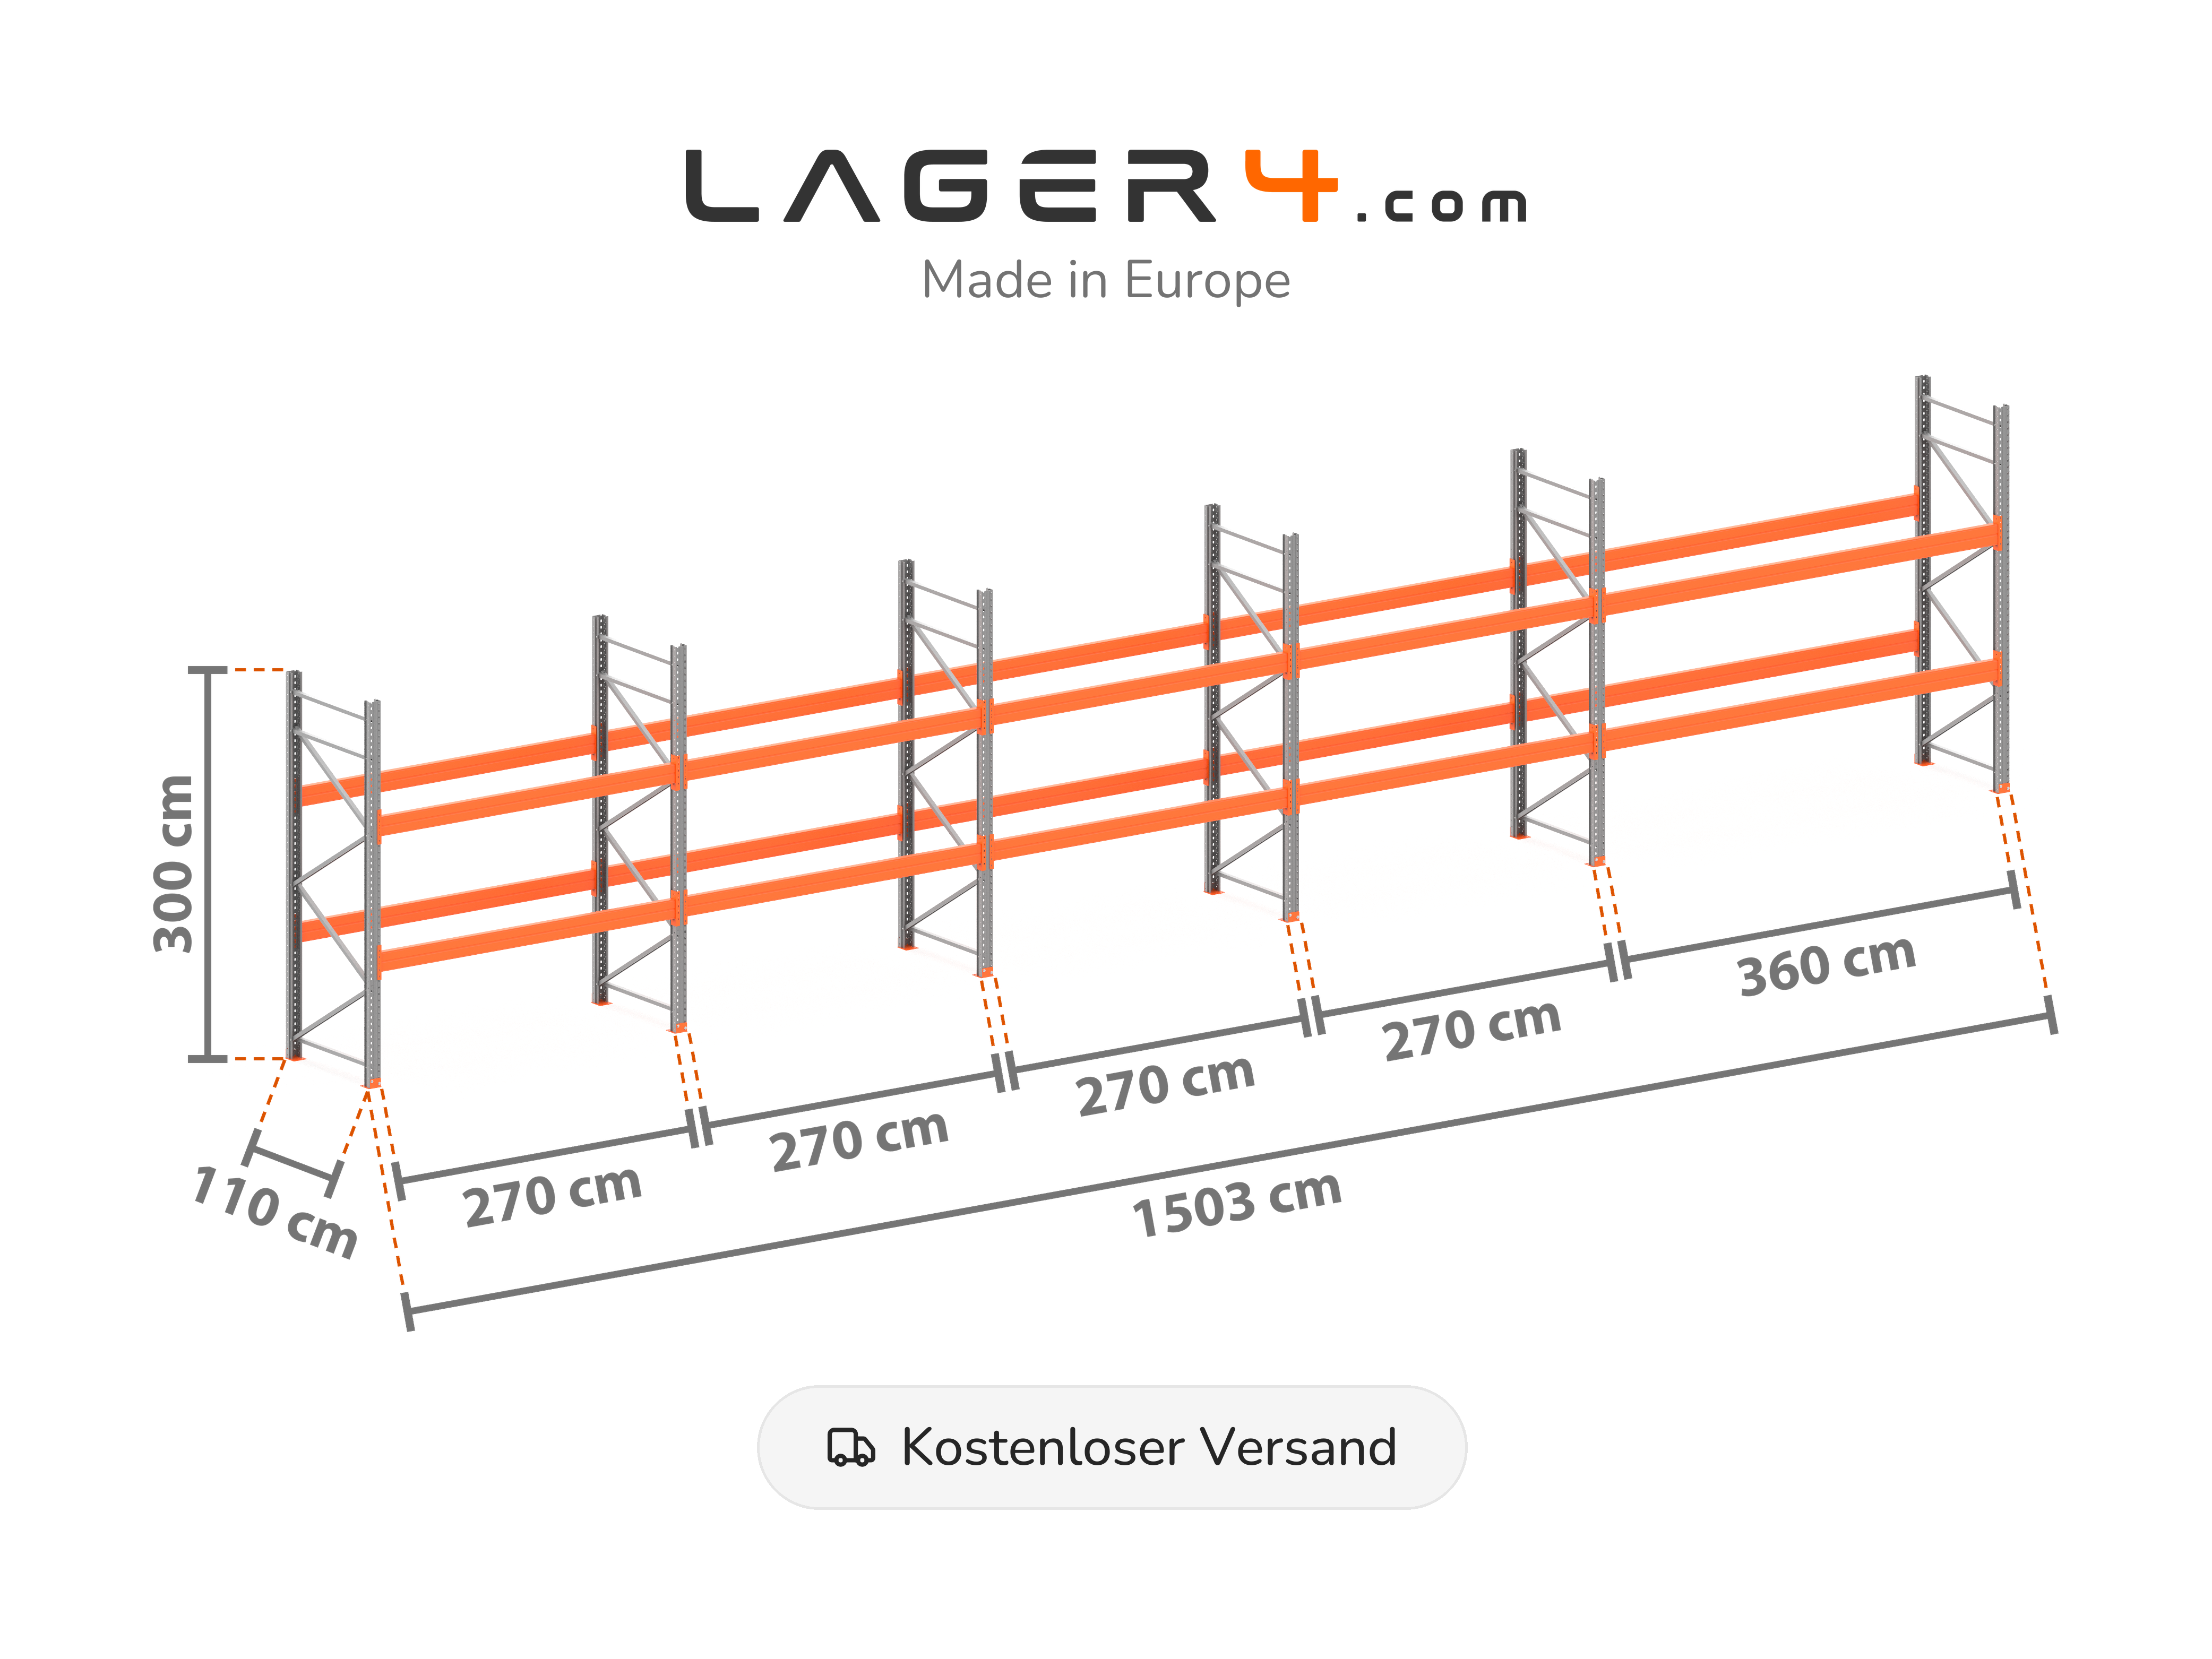 LAGER4.com
Made in Europe
300 cm
110 cm
270 cm
270 cm
270 cm
270 cm
360 cm
1503 cm
Kostenloser Versand